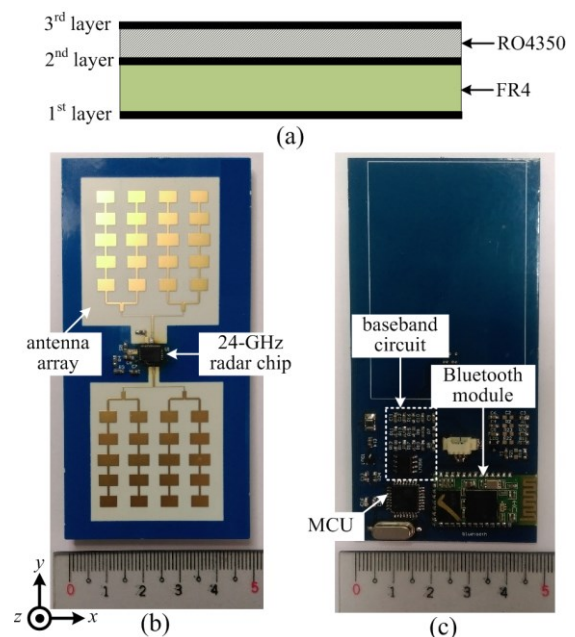 3rd layer
2nd layer
1st layer
RO4350
FR4
(a)
antenna array
24-GHz radar chip
baseband circuit
Bluetooth module
MCU
bluetooth
y
z
x
0 1 2 3 4 5
0 1 2 3 4 5
(b)
(c)